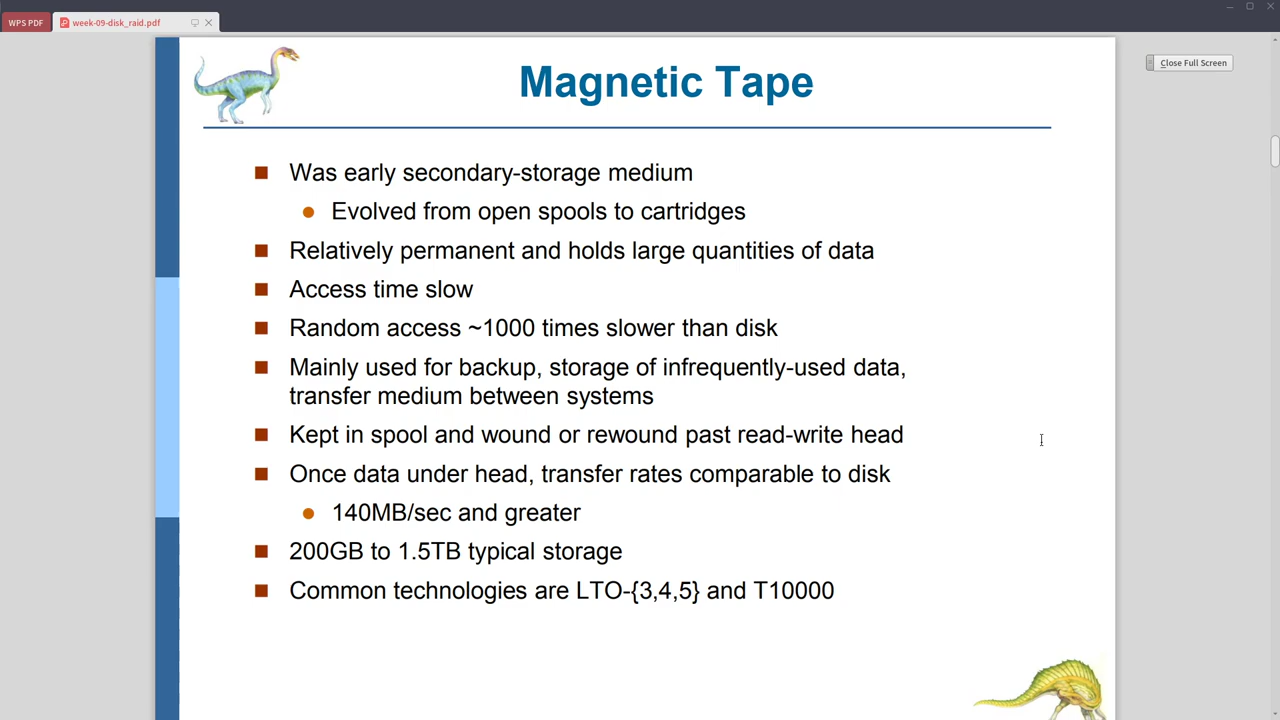 WPS PDF
week-09-disk_raid.pdf
Close Full Screen
Magnetic Tape
Was early secondary-storage medium
Evolved from open spools to cartridges
Relatively permanent and holds large quantities of data
Access time slow
Random access ~1000 times slower than disk
Mainly used for backup, storage of infrequently-used data,
transfer medium between systems
Kept in spool and wound or rewound past read-write head
Once data under head, transfer rates comparable to disk
140MB/sec and greater
200GB to 1.5TB typical storage
Common technologies are LTO-{3,4,5} and T10000